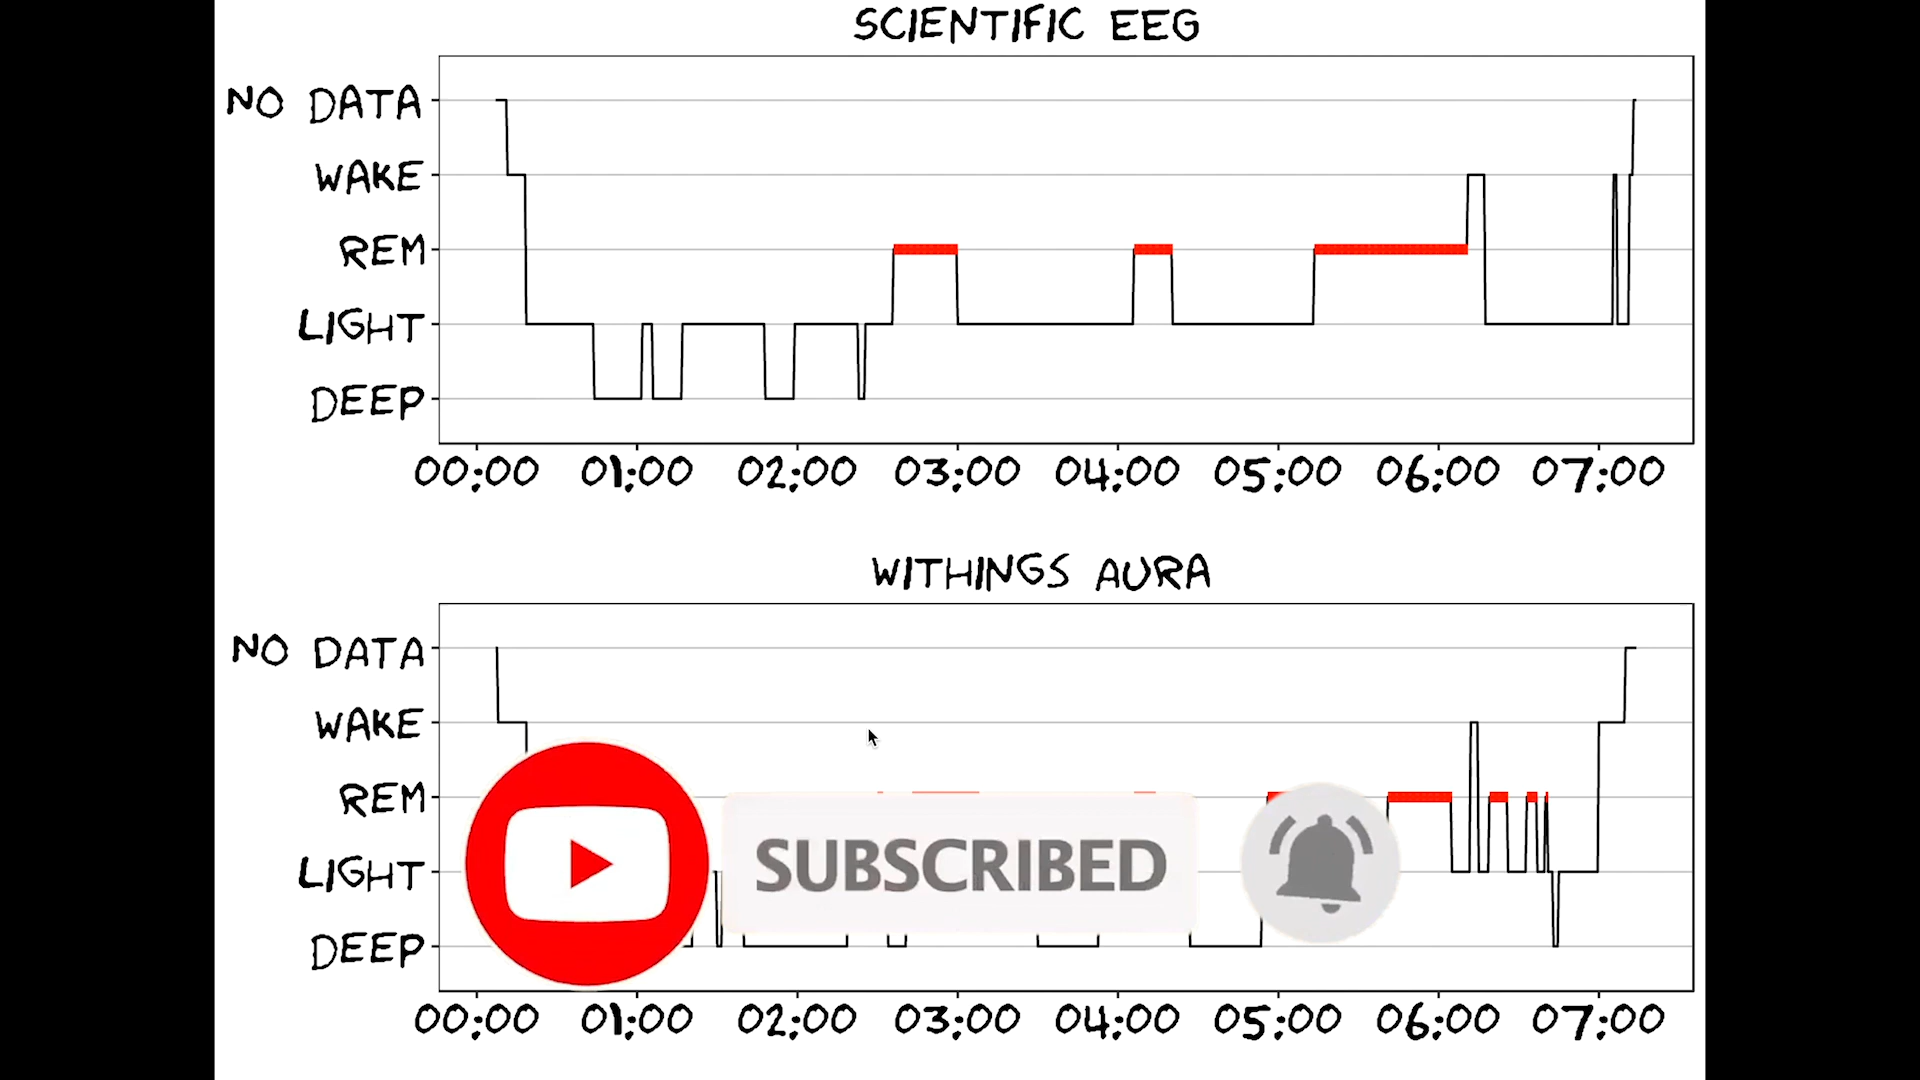 SCIENTIFIC EEG
NO DATA
WAKE
REM
LIGHT
DEEP
00:00 01:00 02:00 03:00 04:00 05:00 06:00 07:00
WITHINGS AURA
NO DATA
WAKE
REM
LIGHT
SUBSCRIBED
DEEP
00:00 01:00 02:00 03:00 04:00 05:00 06:00 07:00